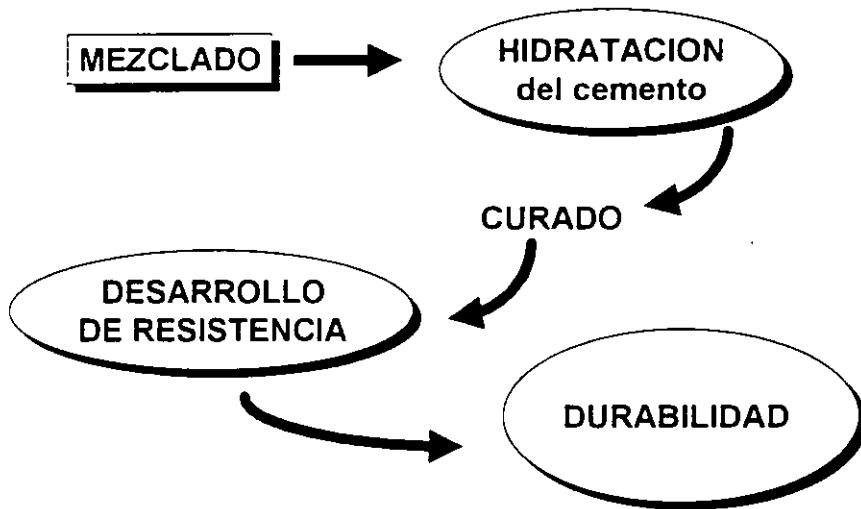 MEZCLADO
HIDRATACION
del cemento
CURADO
DESARROLLO
DE RESISTENCIA
DURABILIDAD